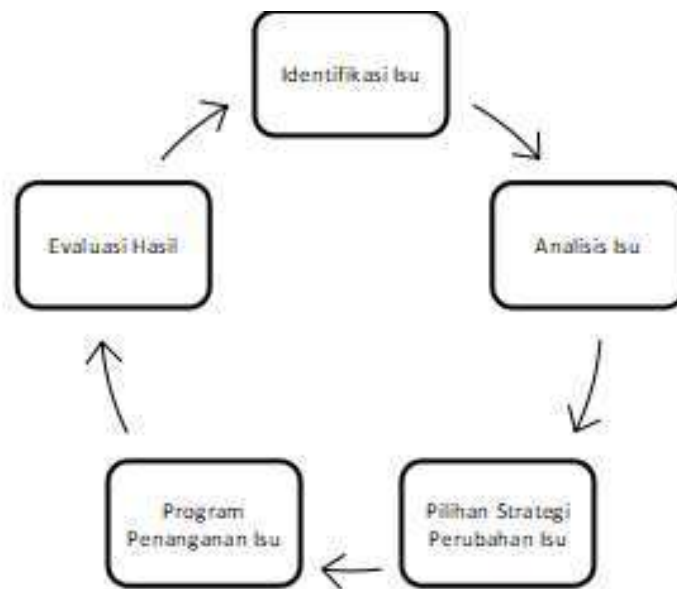 Identifikasi Isu
Analisis Isu
Pilihan Strategi
Perubahan Isu
Program
Penanganan Isu
Evaluasi Hasil